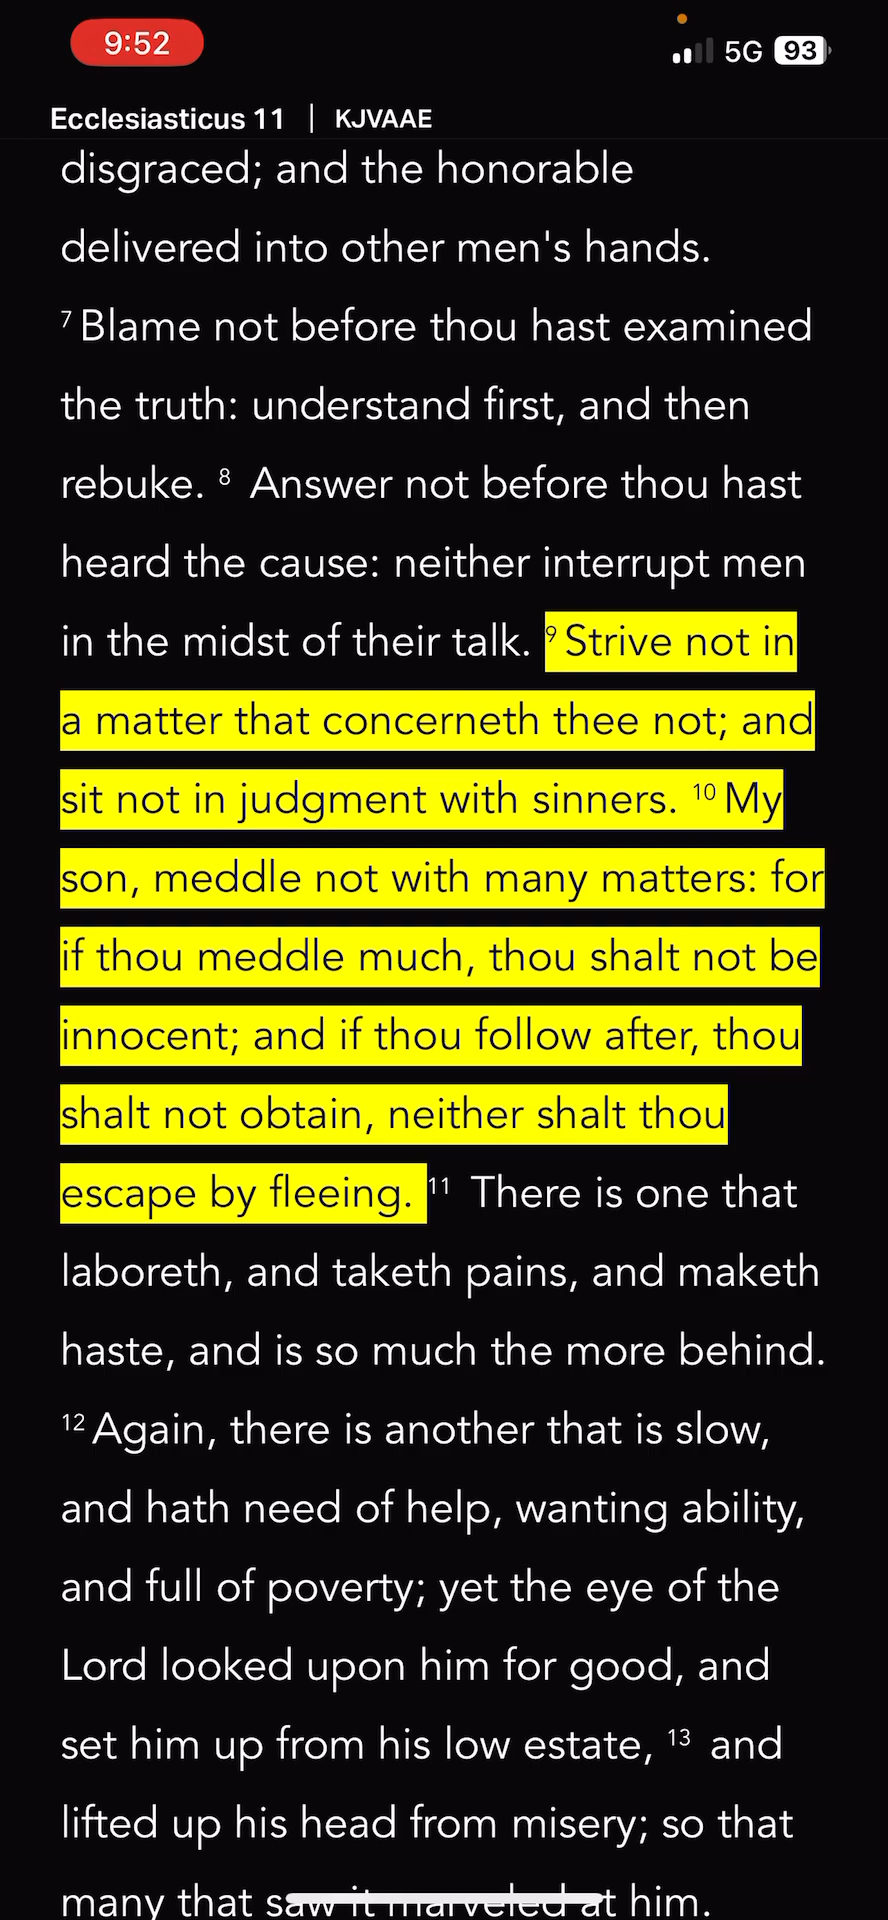 9:52 5G 93
Ecclesiasticus 11 | KJVAAE
disgraced; and the honorable
delivered into other men's hands.
7 Blame not before thou hast examined
the truth: understand first, and then
rebuke. 8 Answer not before thou hast
heard the cause: neither interrupt men
in the midst of their talk. 9 Strive not in
a matter that concerneth thee not; and
sit not in judgment with sinners. 10 My
son, meddle not with many matters: for
if thou meddle much, thou shalt not be
innocent; and if thou follow after, thou
shalt not obtain, neither shalt thou
escape by fleeing. 11 There is one that
laboreth, and taketh pains, and maketh
haste, and is so much the more behind.
12 Again, there is another that is slow,
and hath need of help, wanting ability,
and full of poverty; yet the eye of the
Lord looked upon him for good, and
set him up from his low estate, 13 and
lifted up his head from misery; so that
many that saw it marveled at him.